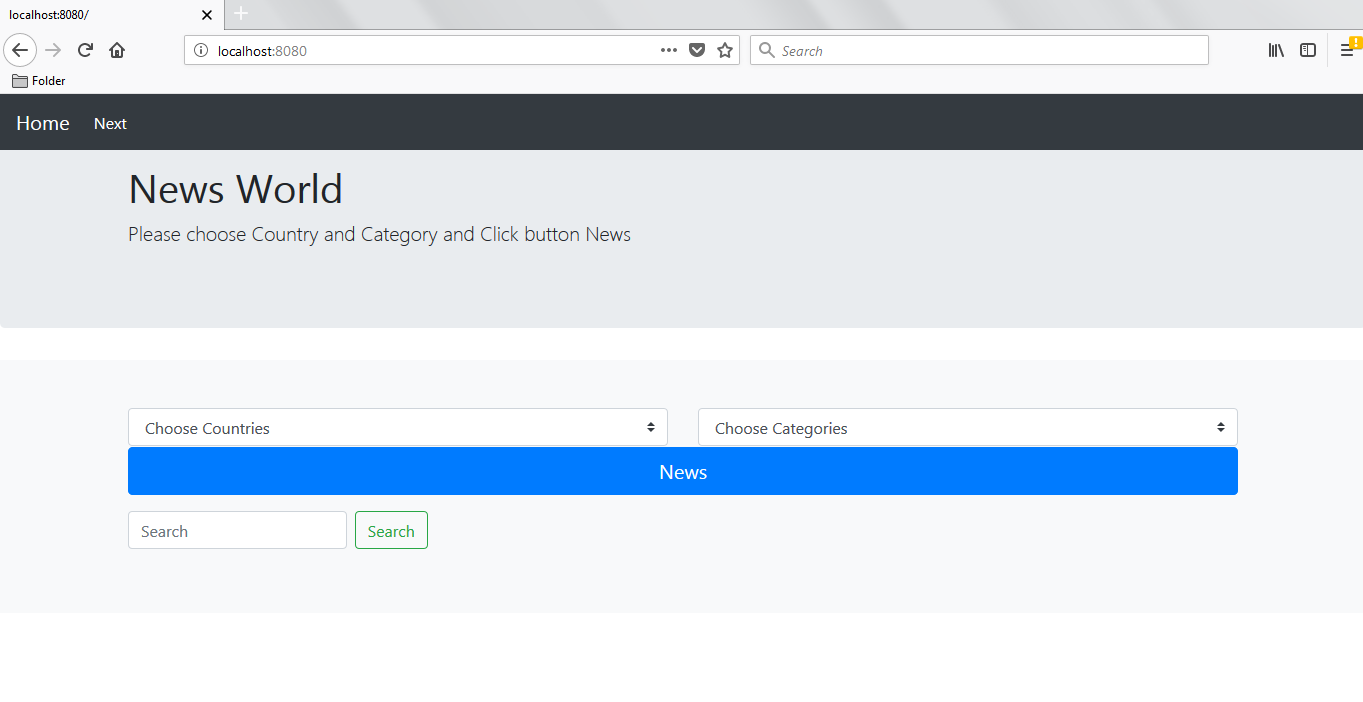 localhost:8080/
localhost:8080
Search
Folder
Home Next
News World
Please choose Country and Category and Click button News
Choose Countries Choose Categories
News
Search Search